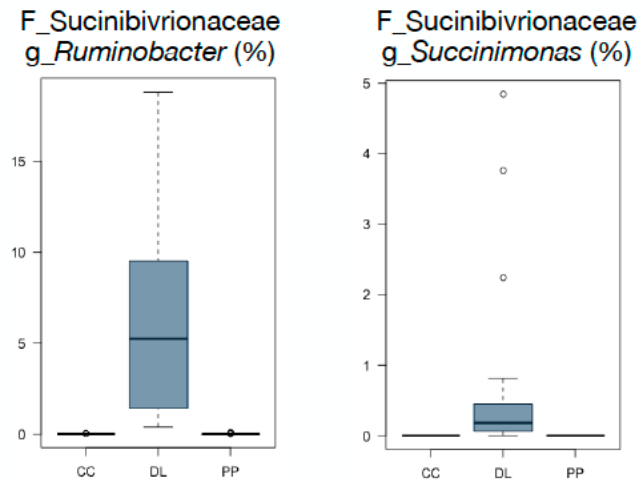 F_Sucinibivrionaceae
g_Ruminobacter (%)
15
10
5
0
CC DL PP
F_Sucinibivrionaceae
g_Succinimonas (%)
5
4
3
2
1
0
CC DL PP